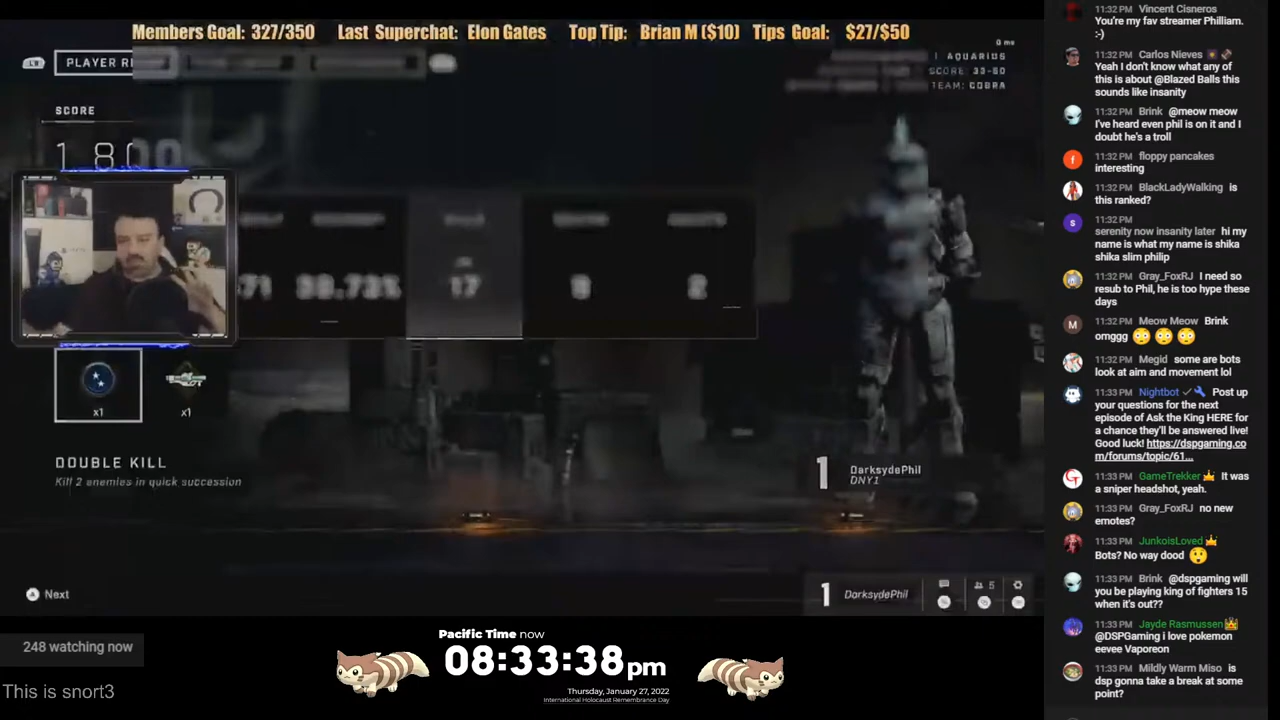 Members Goal: 327/350 Last Superchat: Elon Gates Top Tip: Brian M ($10) Tips Goal: $27/$50
0 ms
PLAYER
AQUARIUS
SCORE: 33-50
TEAM: COBRA
SCORE
1,800
38.73%
17
9
2
x1
x1
DOUBLE KILL
Kill 2 enemies in quick succession
1 DarksydePhil
DNY1
Next
1 DarksydePhil
5
248 watching now
This is snort3
Pacific Time now
08:33:38pm
Thursday, January 27, 2022
International Holocaust Remembrance Day
11:32 PM Vincent Cisneros
You're my fav streamer Philliam.
:-)
11:32 PM Carlos Nieves
Yeah I don't know what any of
this is about @Blazed Balls this
sounds like insanity
11:32 PM Brink @meow meow
I've heard even phil is on it and I
doubt he's a troll
11:32 PM floppy pancakes
interesting
11:32 PM BlackLadyWalking is
this ranked?
11:32 PM
serenity now insanity later hi my
name is what my name is shika
shika slim philip
11:32 PM Gray_FoxRJ I need so
resub to Phil, he is too hype these
days
11:32 PM Meow Meow Brink
omggg
11:32 PM Megid some are bots
look at aim and movement lol
11:33 PM Nightbot Post up
your questions for the next
episode of Ask the King HERE for
a chance they'll be answered live!
Good luck! https://dspgaming.co
m/forums/topic/61...
11:33 PM GameTrekker It was
a sniper headshot, yeah.
11:33 PM Gray_FoxRJ no new
emotes?
11:33 PM JunkoisLoved
Bots? No way dood
11:33 PM Brink @dspgaming will
you be playing king of fighters 15
when it's out??
11:33 PM Jayde Rasmussen
@DSPGaming i love pokemon
eevee Vaporeon
11:33 PM Mildly Warm Miso is
dsp gonna take a break at some
point?